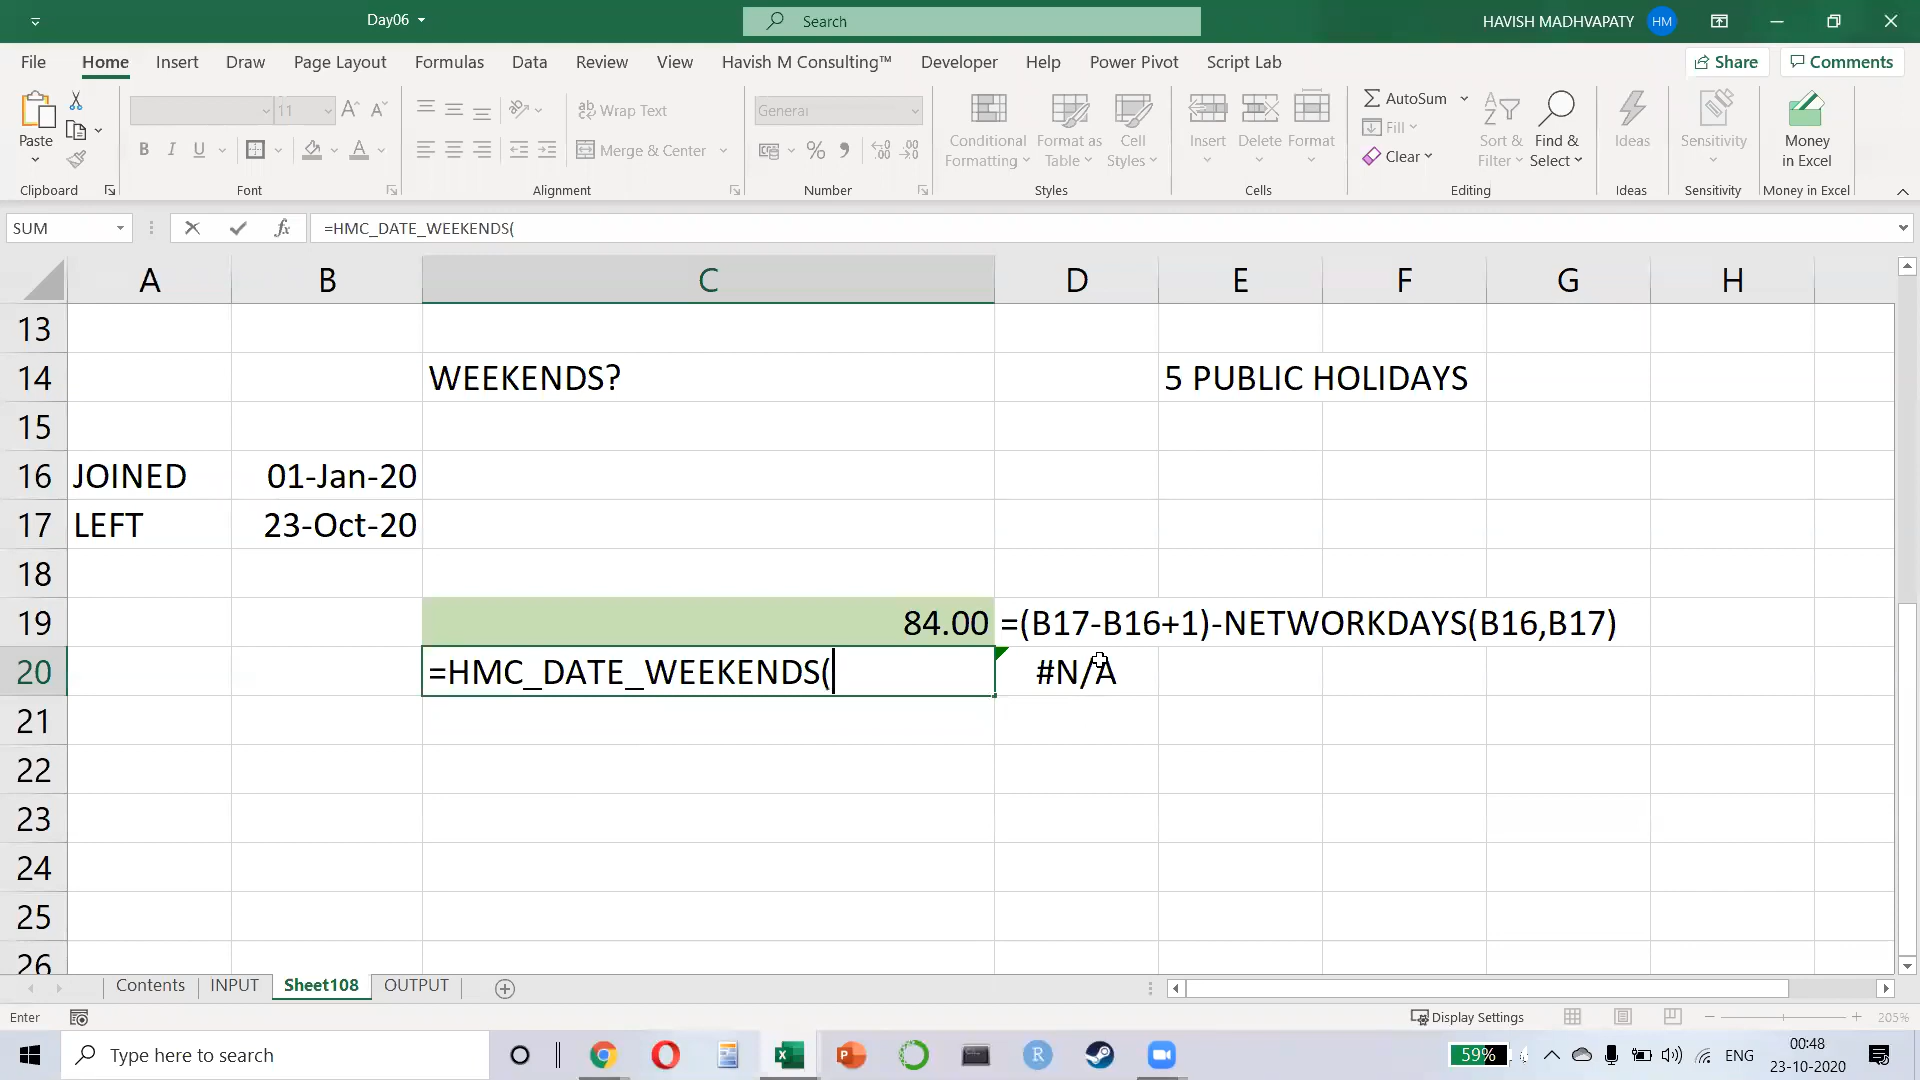 Day06
Search
HAVISH MADHVAPATY HM
File Home Insert Draw Page Layout Formulas Data Review View Havish M Consulting™ Developer Help Power Pivot Script Lab Share Comments
Paste
11
Wrap Text
Merge & Center
General
Conditional Formatting
Format as Table
Cell Styles
Insert
Delete
Format
AutoSum
Fill
Clear
Sort & Filter
Find & Select
Ideas
Sensitivity
Money in Excel
Clipboard Font Alignment Number Styles Cells Editing Ideas Sensitivity Money in Excel
SUM =HMC_DATE_WEEKENDS(
A B C D E F G H
13
14 WEEKENDS? 5 PUBLIC HOLIDAYS
15
16 JOINED 01-Jan-20
17 LEFT 23-Oct-20
18
19 84.00 =(B17-B16+1)-NETWORKDAYS(B16,B17)
20 =HMC_DATE_WEEKENDS( #N/A
21
22
23
24
25
26
Contents INPUT Sheet108 OUTPUT
Enter Display Settings 205%
Type here to search
59% ENG 00:48
23-10-2020